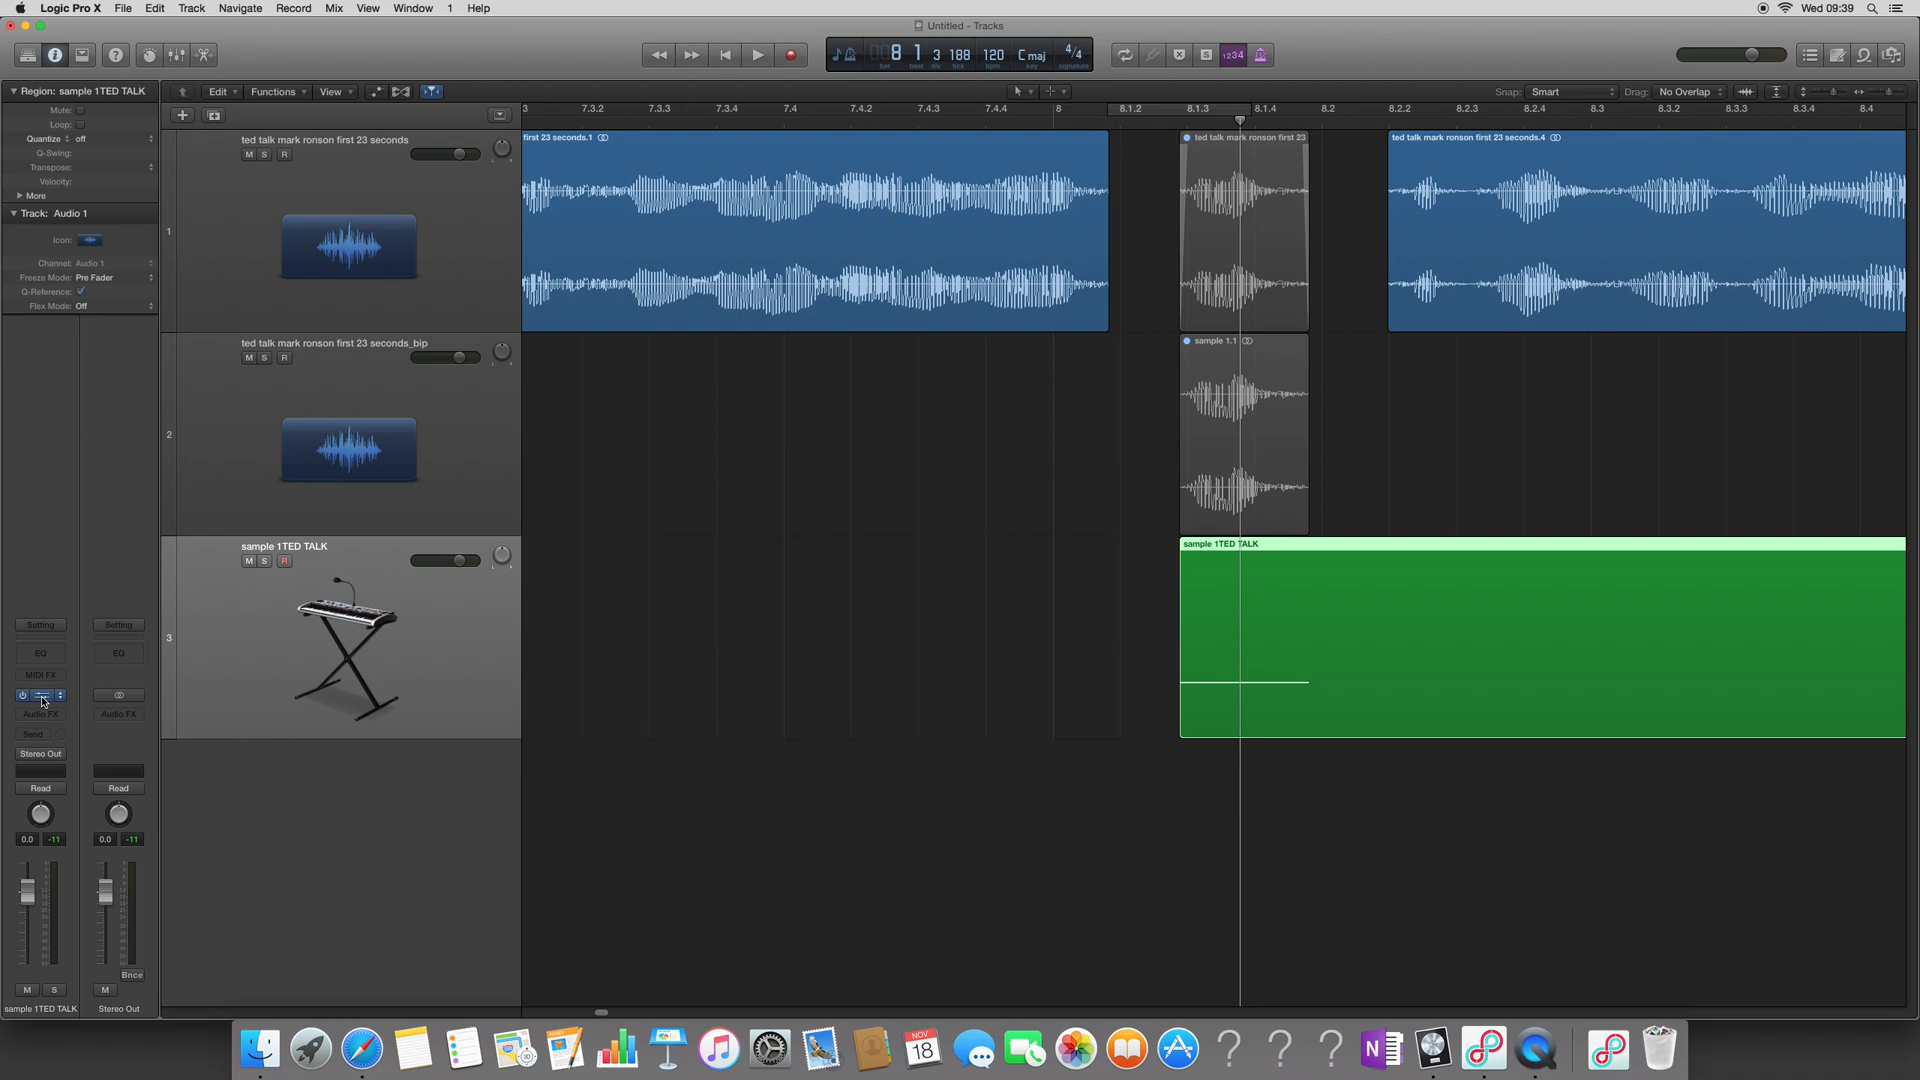 Logic Pro X File Edit Track Navigate Record Mix View Window 1 Help
Wed 09:39
Untitled - Tracks
8 1 3 188 120 C maj 4/4
bar beat div tick bpm key signature
S 1234
Region: sample 1TED TALK
Edit Functions View
Snap: Smart Drag: No Overlap
Mute:
Loop:
Quantize off
Q-Swing:
Transpose:
Velocity:
More
Track: Audio 1
Icon:
Channel: Audio 1
Freeze Mode: Pre Fader
Q-Reference:
Flex Mode: Off
3 7.3.2 7.3.3 7.3.4 7.4 7.4.2 7.4.3 7.4.4 8 8.1.2 8.1.3 8.1.4 8.2 8.2.2 8.2.3 8.2.4 8.3 8.3.2 8.3.3 8.3.4 8.4
1
ted talk mark ronson first 23 seconds
M S R
first 23 seconds.1
ted talk mark ronson first 23
ted talk mark ronson first 23 seconds.4
2
ted talk mark ronson first 23 seconds_bip
M S R
sample 1.1
3
sample 1TED TALK
M S R
sample 1TED TALK
Setting Setting
EQ EQ
MIDI FX
Audio FX Audio FX
Send
Stereo Out
Read Read
0.0 -11 0.0 -11
Bnce
M S M
sample 1TED TALK Stereo Out
NOV
18
3D
N